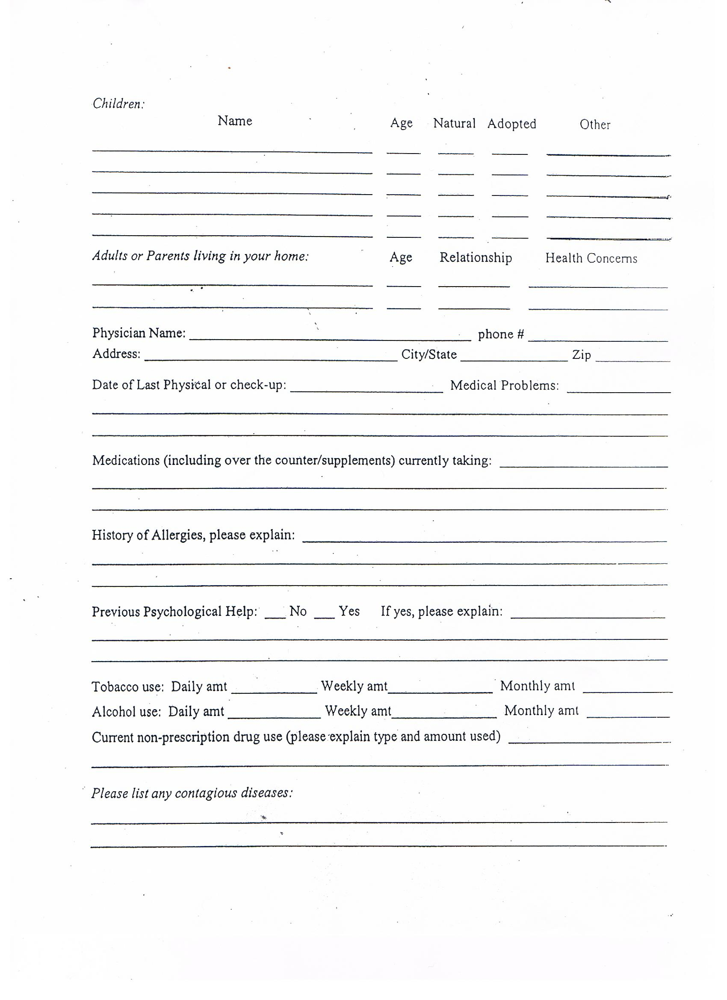 Children:
Name Age Natural Adopted Other
Adults or Parents living in your home: Age Relationship Health Concerns
Physician Name: phone #
Address: City/State Zip
Date of Last Physical or check-up: Medical Problems:
Medications (including over the counter/supplements) currently taking:
History of Allergies, please explain:
Previous Psychological Help: No Yes If yes, please explain:
Tobacco use: Daily amt Weekly amt Monthly amt
Alcohol use: Daily amt Weekly amt Monthly amt
Current non-prescription drug use (please explain type and amount used)
Please list any contagious diseases: